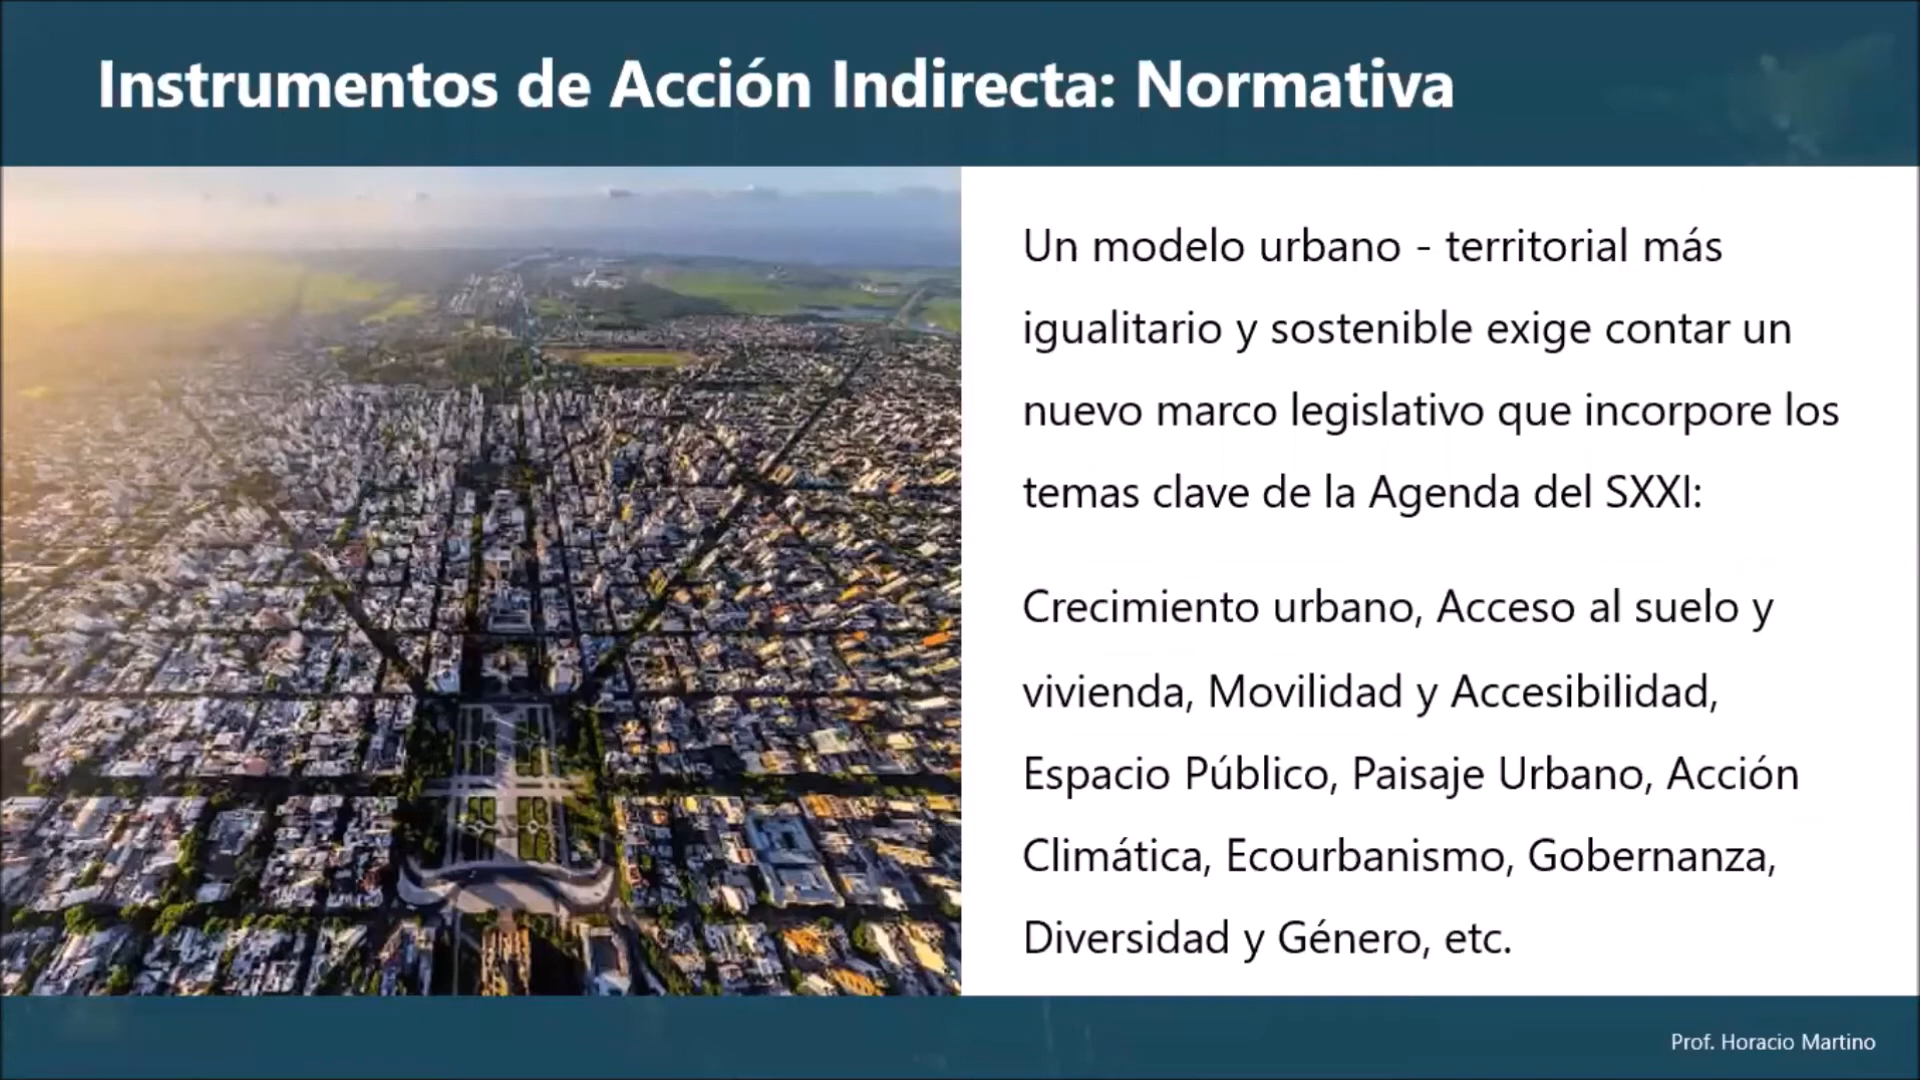 Instrumentos de Acción Indirecta: Normativa
Un modelo urbano - territorial más
igualitario y sostenible exige contar un
nuevo marco legislativo que incorpore los
temas clave de la Agenda del SXXI:
Crecimiento urbano, Acceso al suelo y
vivienda, Movilidad y Accesibilidad,
Espacio Público, Paisaje Urbano, Acción
Climática, Ecourbanismo, Gobernanza,
Diversidad y Género, etc.
Prof. Horacio Martino